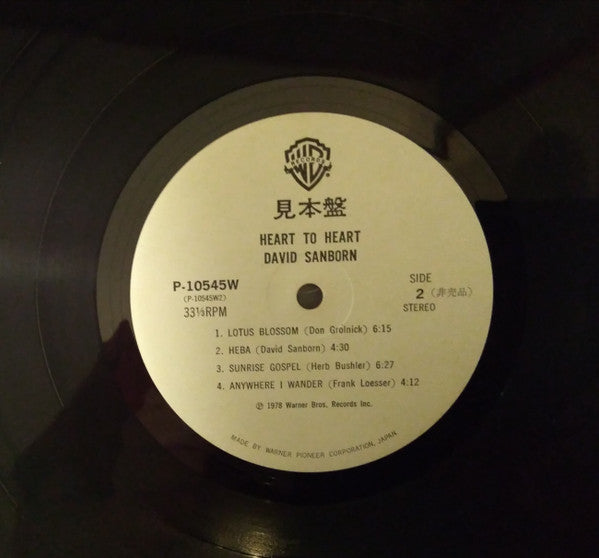 WB
RECORDS
見本盤
HEART TO HEART
DAVID SANBORN
P-10545W
(P-10545W2)
33⅓RPM
SIDE
2 (非売品)
STEREO
1. LOTUS BLOSSOM (Don Grolnick) 6:15
2. HEBA (David Sanborn) 4:30
3. SUNRISE GOSPEL (Herb Bushler) 6:27
4. ANYWHERE I WANDER (Frank Loesser) 4:12
℗ 1978 Warner Bros, Records Inc.
MADE BY WARNER PIONEER CORPORATION, JAPAN